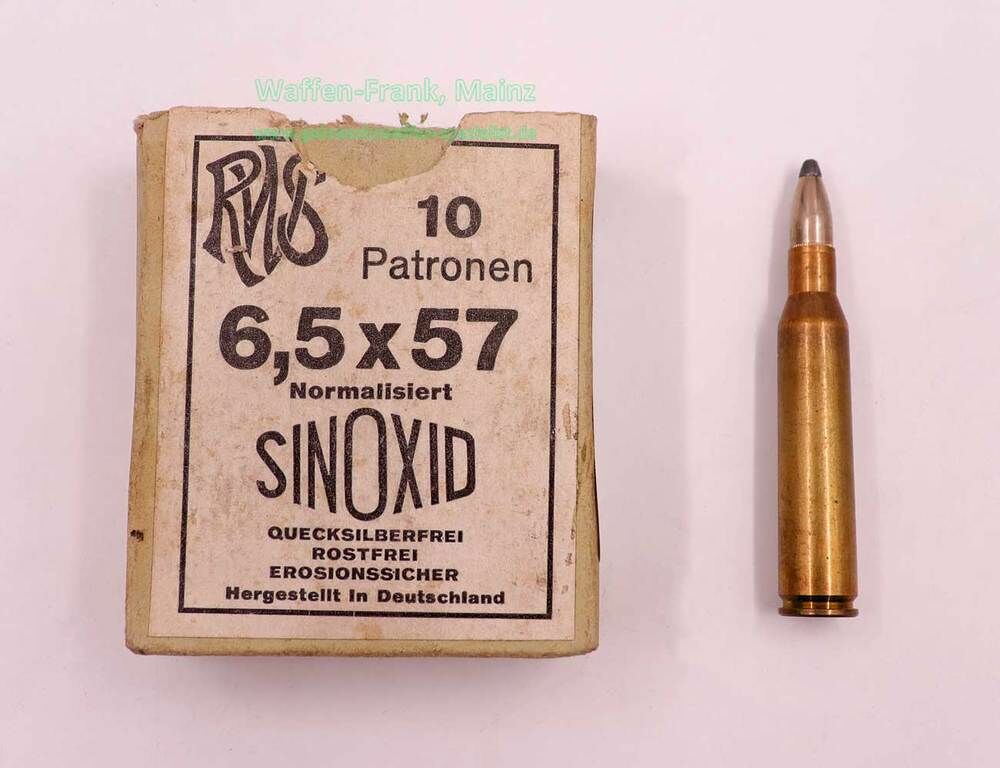 Waffen-Frank, Mainz
RWS
10
Patronen
6,5x57
Normalisiert
SINOXID
QUECKSILBERFREI
ROSTFREI
EROSIONSSICHER
Hergestellt in Deutschland